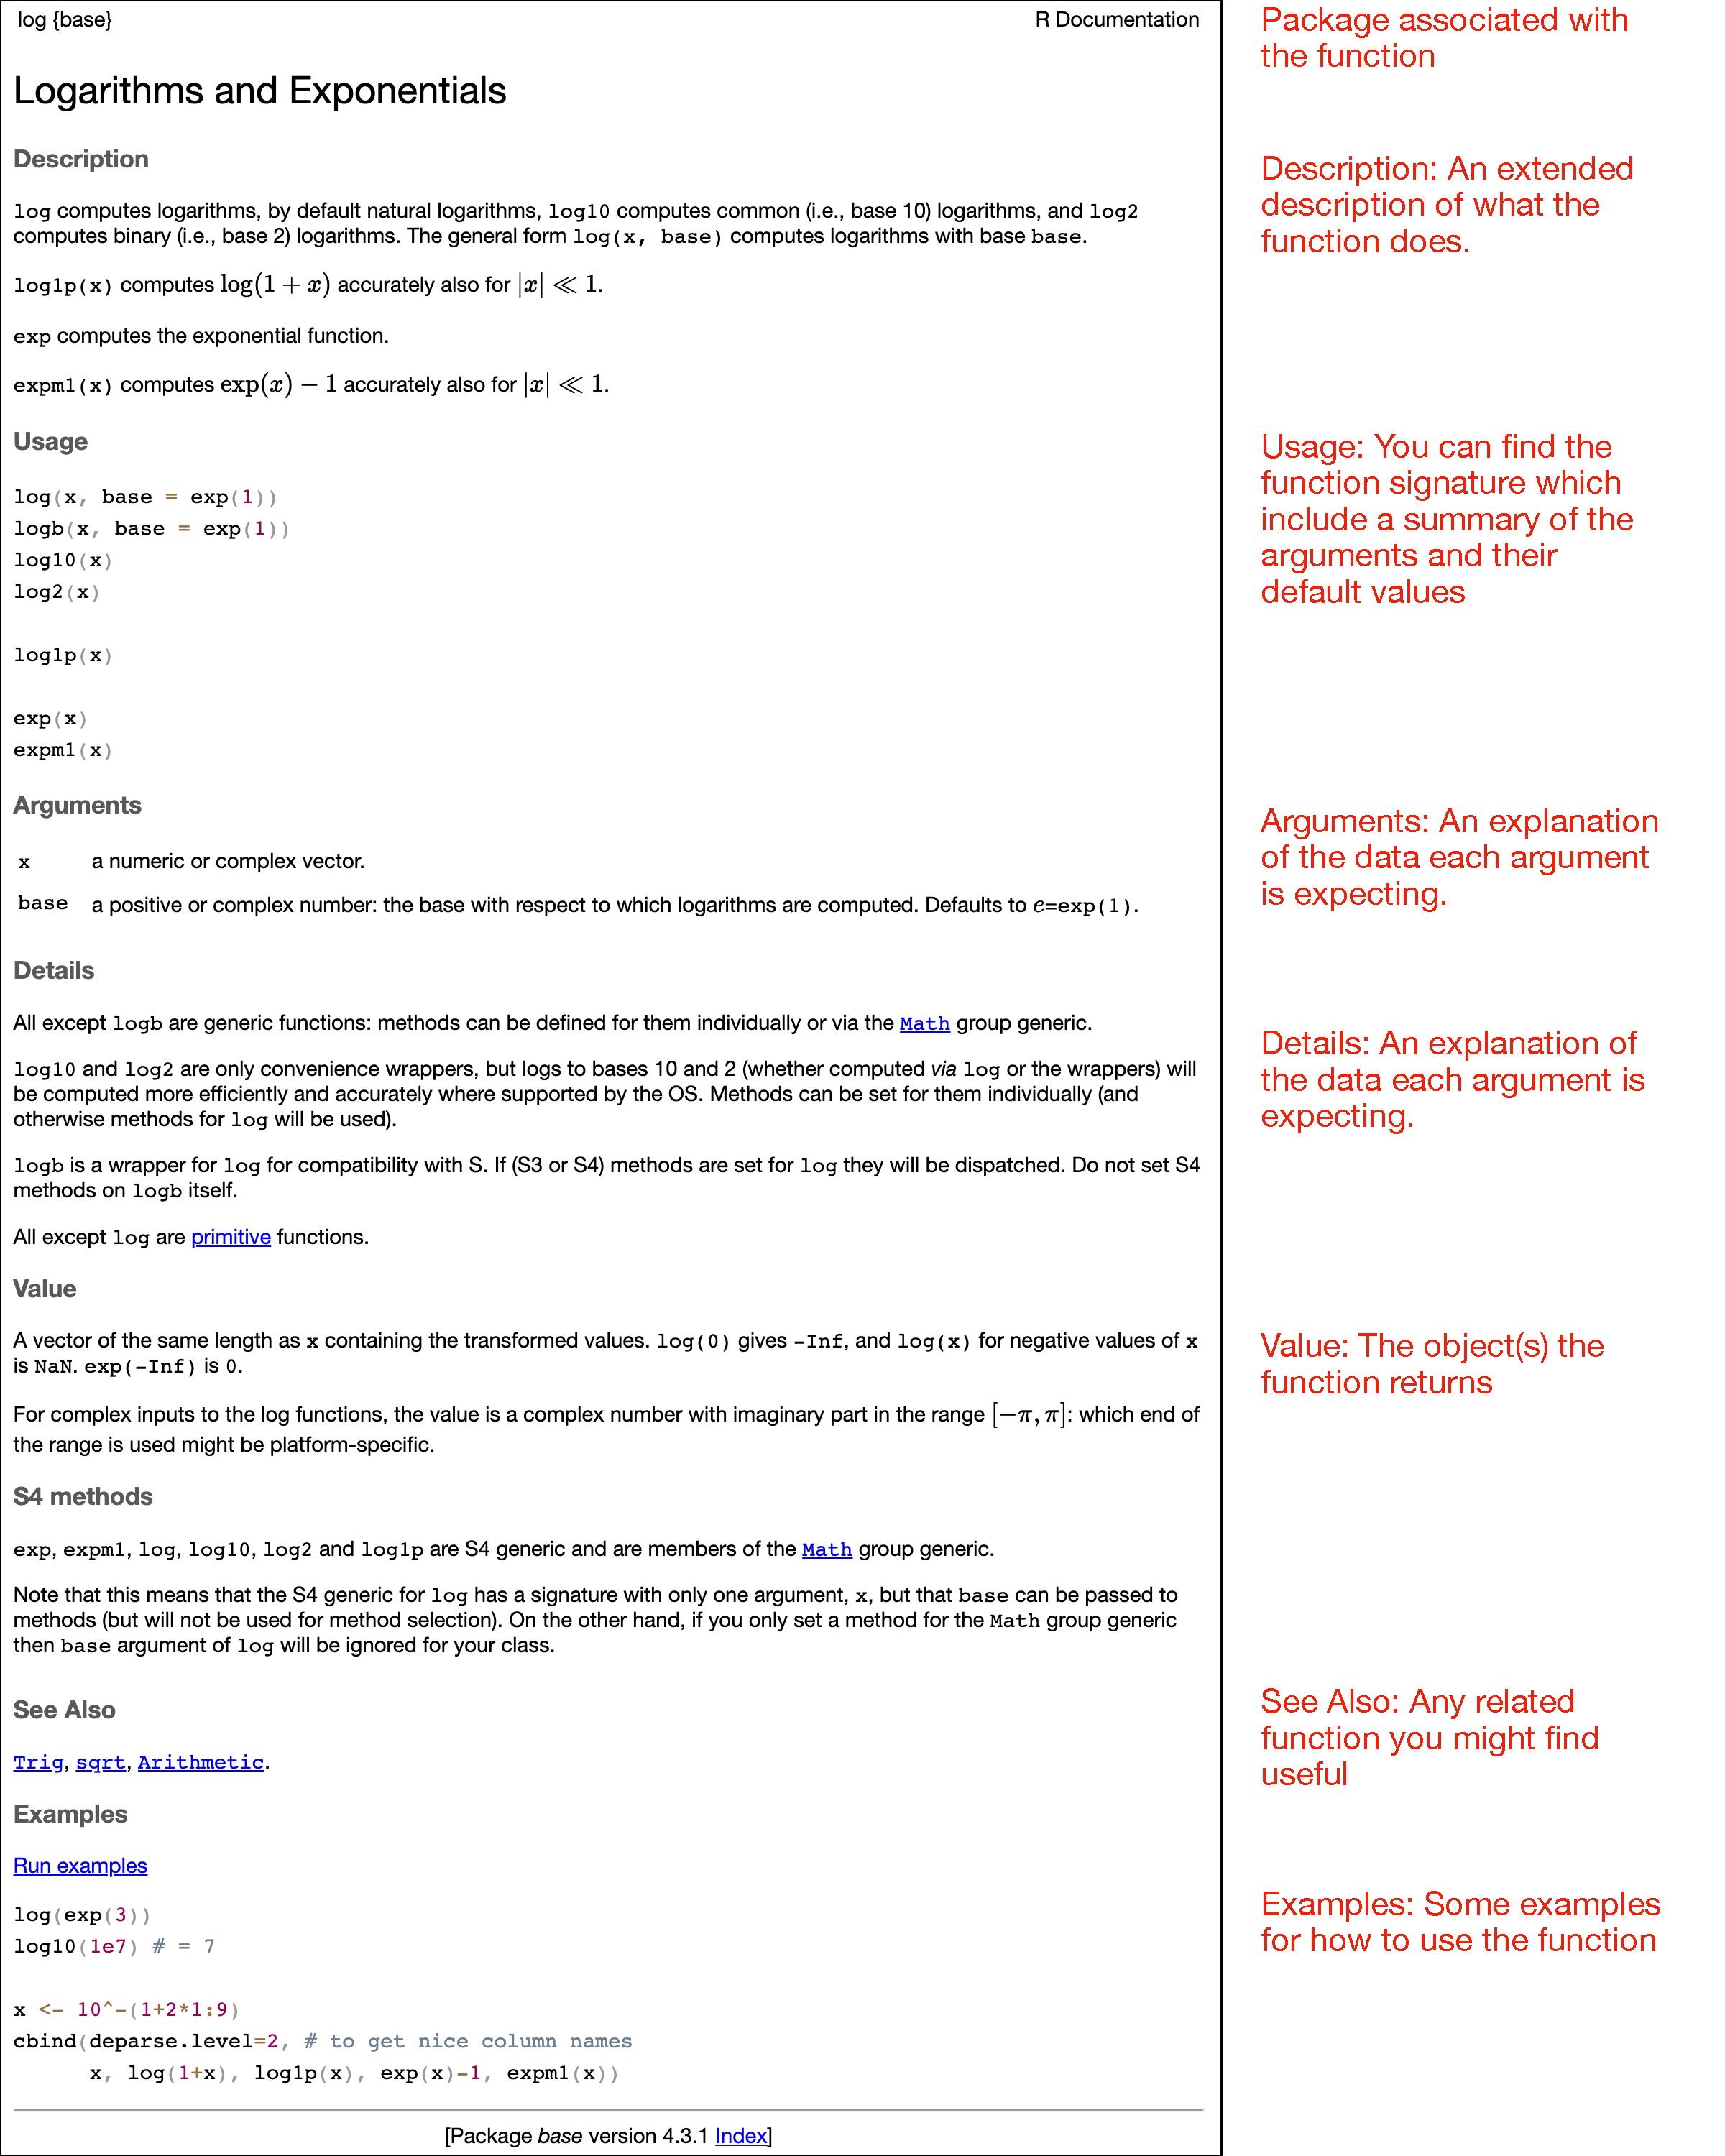 log {base}
R Documentation
Package associated with
the function
Logarithms and Exponentials
Description
Description: An extended
description of what the
function does.
log computes logarithms, by default natural logarithms, log10 computes common (i.e., base 10) logarithms, and log2
computes binary (i.e., base 2) logarithms. The general form log(x, base) computes logarithms with base base.
log1p(x) computes log(1 + x) accurately also for |x| ≪ 1.
exp computes the exponential function.
expm1(x) computes exp(x) − 1 accurately also for |x| ≪ 1.
Usage
Usage: You can find the
function signature which
include a summary of the
arguments and their
default values
log(x, base = exp(1))
logb(x, base = exp(1))
log10(x)
log2(x)
log1p(x)
exp(x)
expm1(x)
Arguments
Arguments: An explanation
of the data each argument
is expecting.
x a numeric or complex vector.
base a positive or complex number: the base with respect to which logarithms are computed. Defaults to e=exp(1).
Details
Details: An explanation of
the data each argument is
expecting.
All except logb are generic functions: methods can be defined for them individually or via the Math group generic.
log10 and log2 are only convenience wrappers, but logs to bases 10 and 2 (whether computed via log or the wrappers) will
be computed more efficiently and accurately where supported by the OS. Methods can be set for them individually (and
otherwise methods for log will be used).
logb is a wrapper for log for compatibility with S. If (S3 or S4) methods are set for log they will be dispatched. Do not set S4
methods on logb itself.
All except log are primitive functions.
Value
Value: The object(s) the
function returns
A vector of the same length as x containing the transformed values. log(0) gives -Inf, and log(x) for negative values of x
is NaN. exp(-Inf) is 0.
For complex inputs to the log functions, the value is a complex number with imaginary part in the range [−π, π]: which end of
the range is used might be platform-specific.
S4 methods
exp, expm1, log, log10, log2 and log1p are S4 generic and are members of the Math group generic.
Note that this means that the S4 generic for log has a signature with only one argument, x, but that base can be passed to
methods (but will not be used for method selection). On the other hand, if you only set a method for the Math group generic
then base argument of log will be ignored for your class.
See Also
See Also: Any related
function you might find
useful
Trig, sqrt, Arithmetic.
Examples
Examples: Some examples
for how to use the function
Run examples
log(exp(3))
log10(1e7) # = 7
x <- 10^-(1+2*1:9)
cbind(deparse.level=2, # to get nice column names
x, log(1+x), log1p(x), exp(x)-1, expm1(x))
[Package base version 4.3.1 Index]